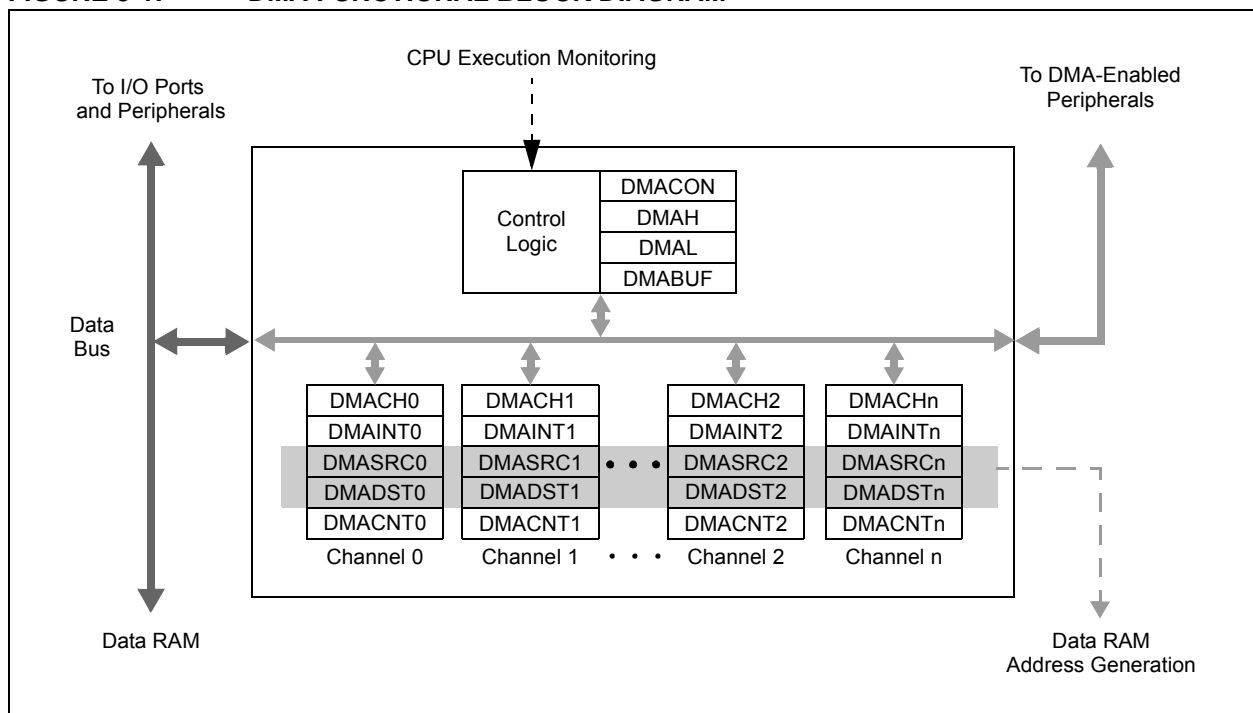 CPU Execution Monitoring
To I/O Ports
and Peripherals
To DMA-Enabled
Peripherals
Control
Logic
DMACON
DMAH
DMAL
DMABUF
Data
Bus
DMACH0
DMAINT0
DMASRC0
DMADST0
DMACNT0
Channel 0
DMACH1
DMAINT1
DMASRC1
DMADST1
DMACNT1
Channel 1
DMACH2
DMAINT2
DMASRC2
DMADST2
DMACNT2
Channel 2
DMACHn
DMAINTn
DMASRCn
DMADSTn
DMACNTn
Channel n
Data RAM
Data RAM
Address Generation